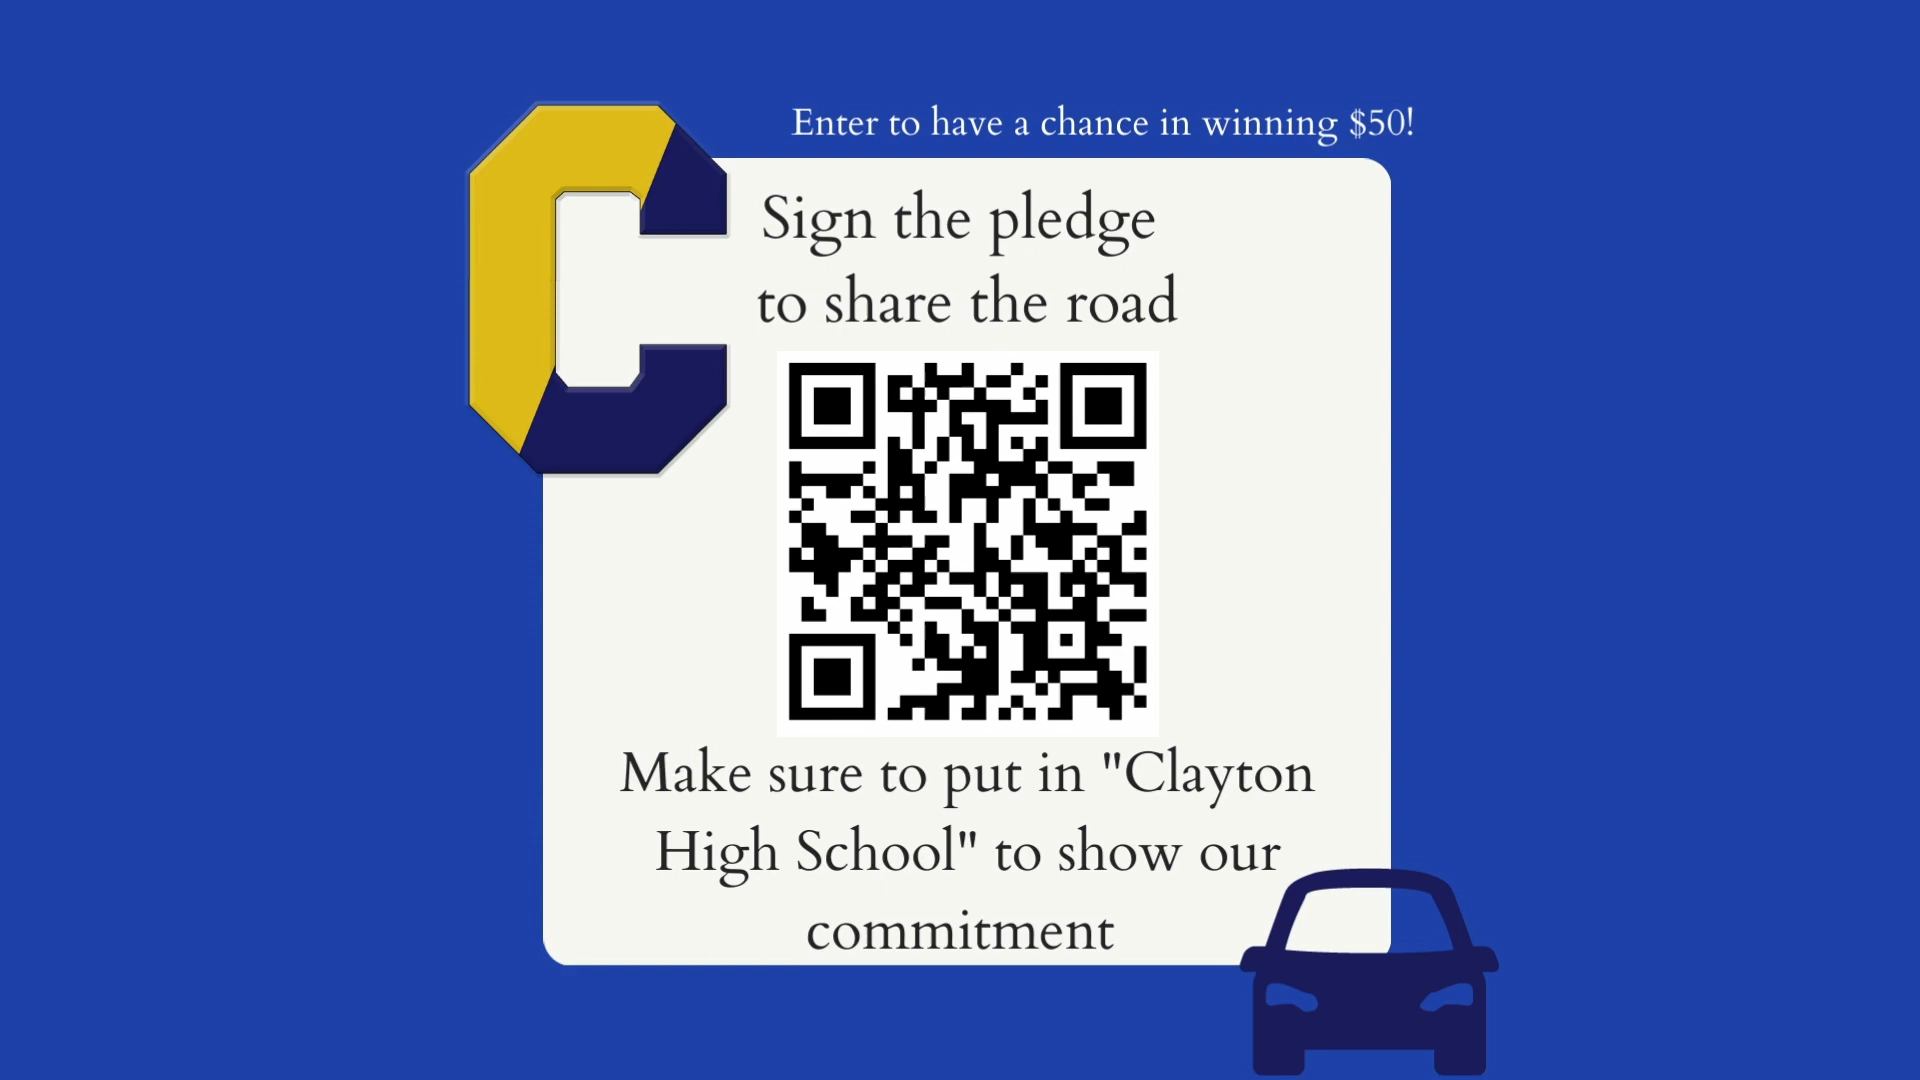 Enter to have a chance in winning $50!
C
Sign the pledge
to share the road
Make sure to put in "Clayton
High School" to show our
commitment